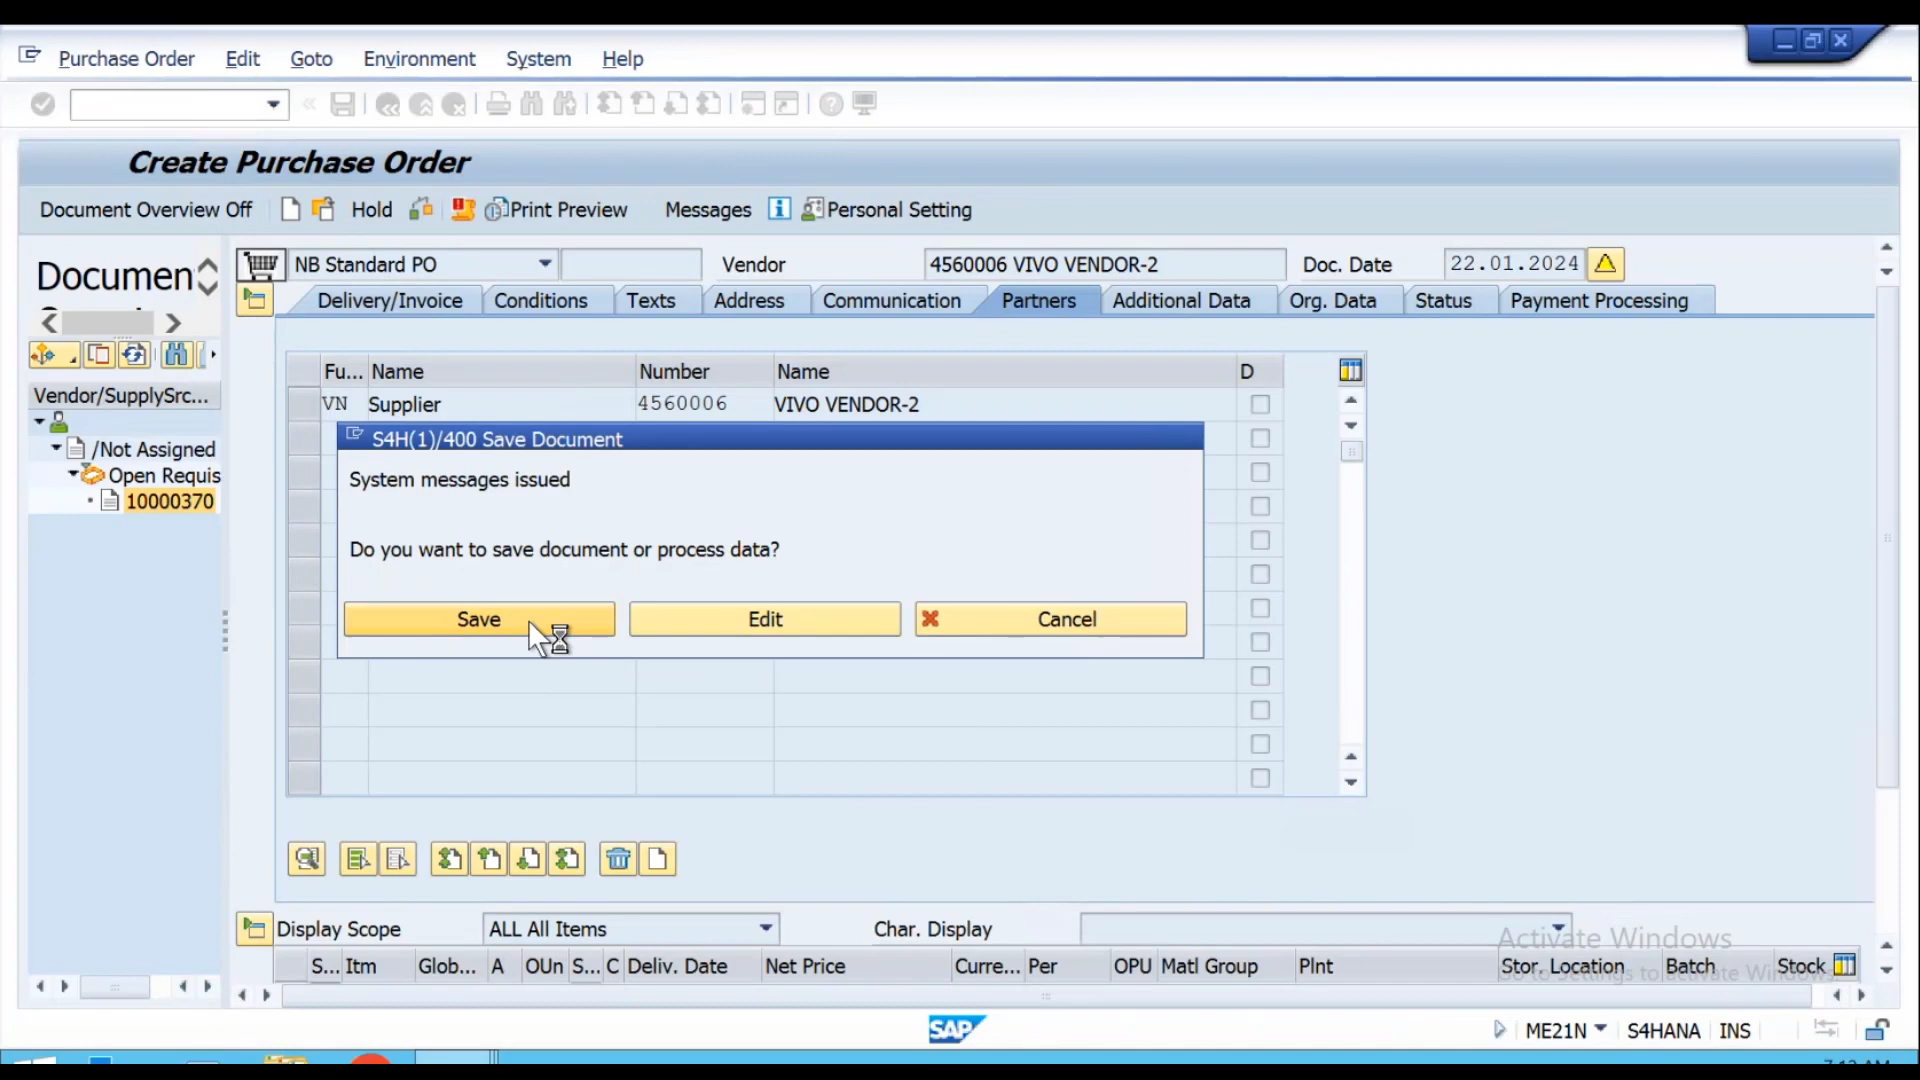 Purchase Order Edit Goto Environment System Help
Create Purchase Order
Document Overview Off Hold Print Preview Messages Personal Setting
Documen
NB Standard PO Vendor 4560006 VIVO VENDOR-2 Doc. Date 22.01.2024
Delivery/Invoice Conditions Texts Address Communication Partners Additional Data Org. Data Status Payment Processing
Vendor/SupplySrc...
/Not Assigned
Open Requis
10000370
Fu... Name Number Name D
VN Supplier 4560006 VIVO VENDOR-2
S4H(1)/400 Save Document
System messages issued
Do you want to save document or process data?
Save Edit Cancel
Display Scope ALL All Items Char. Display
Activate Windows
Go to Settings to activate Windows.
S... Itm Glob... A OUn S... C Deliv. Date Net Price Curre... Per OPU Matl Group Plnt Stor. Location Batch Stock
SAP
ME21N S4HANA INS